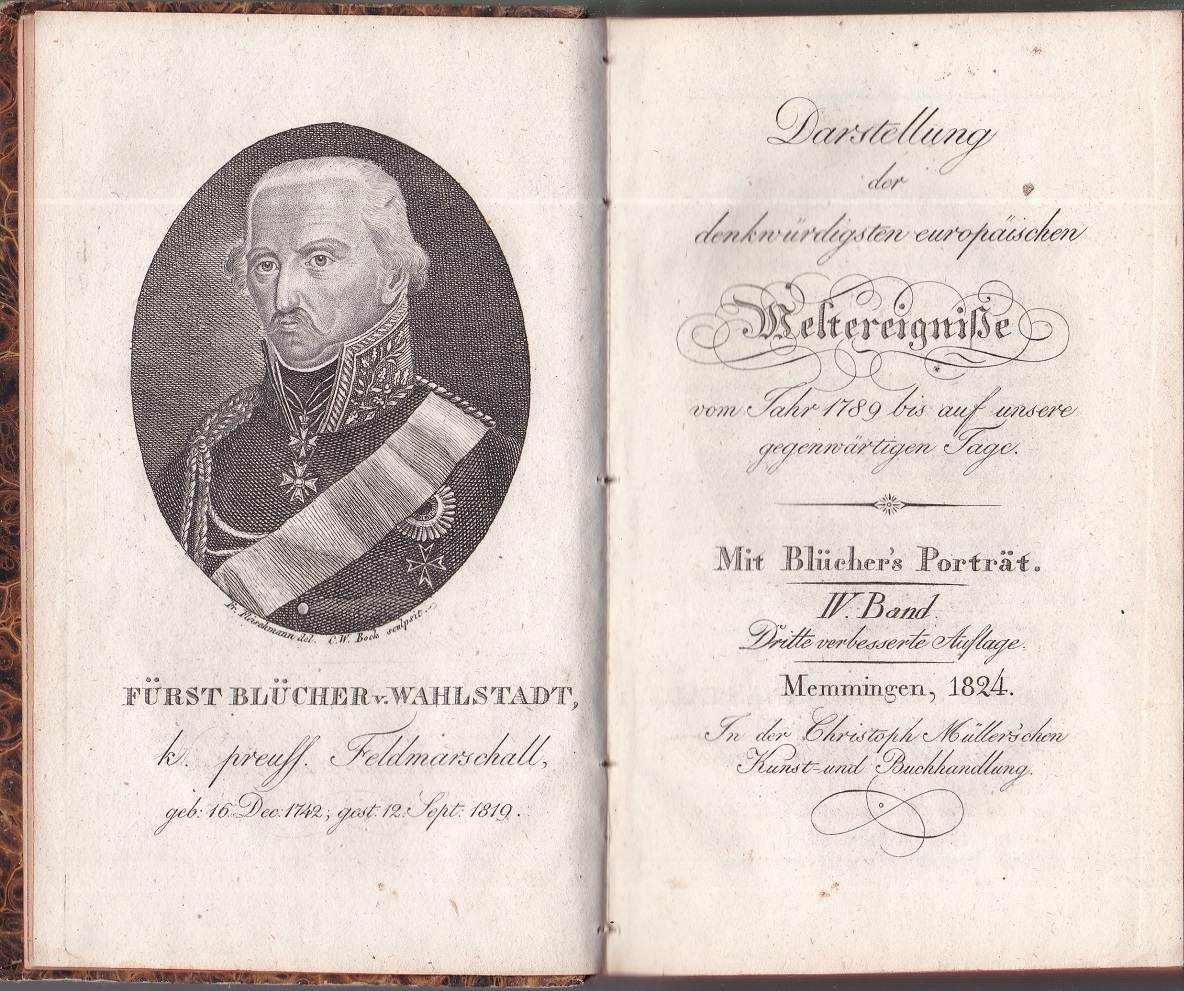 Fr. Fleischmann del. C.W. Bock sculpsit.
FÜRST BLÜCHER v. WAHLSTADT,
k. preuſſ. Feldmarschall,
geb: 16. Dec. 1742; gest. 12. Sept. 1819.
Darstellung
der
denkwürdigsten europäischen
Weltereigniſſe
vom Jahr 1789 bis auf unsere
gegenwärtigen Tage.
Mit Blücher's Porträt.
IV. Band.
Dritte verbesserte Auflage.
Memmingen, 1824.
In der Christoph Müller'schen
Kunst- und Buchhandlung.